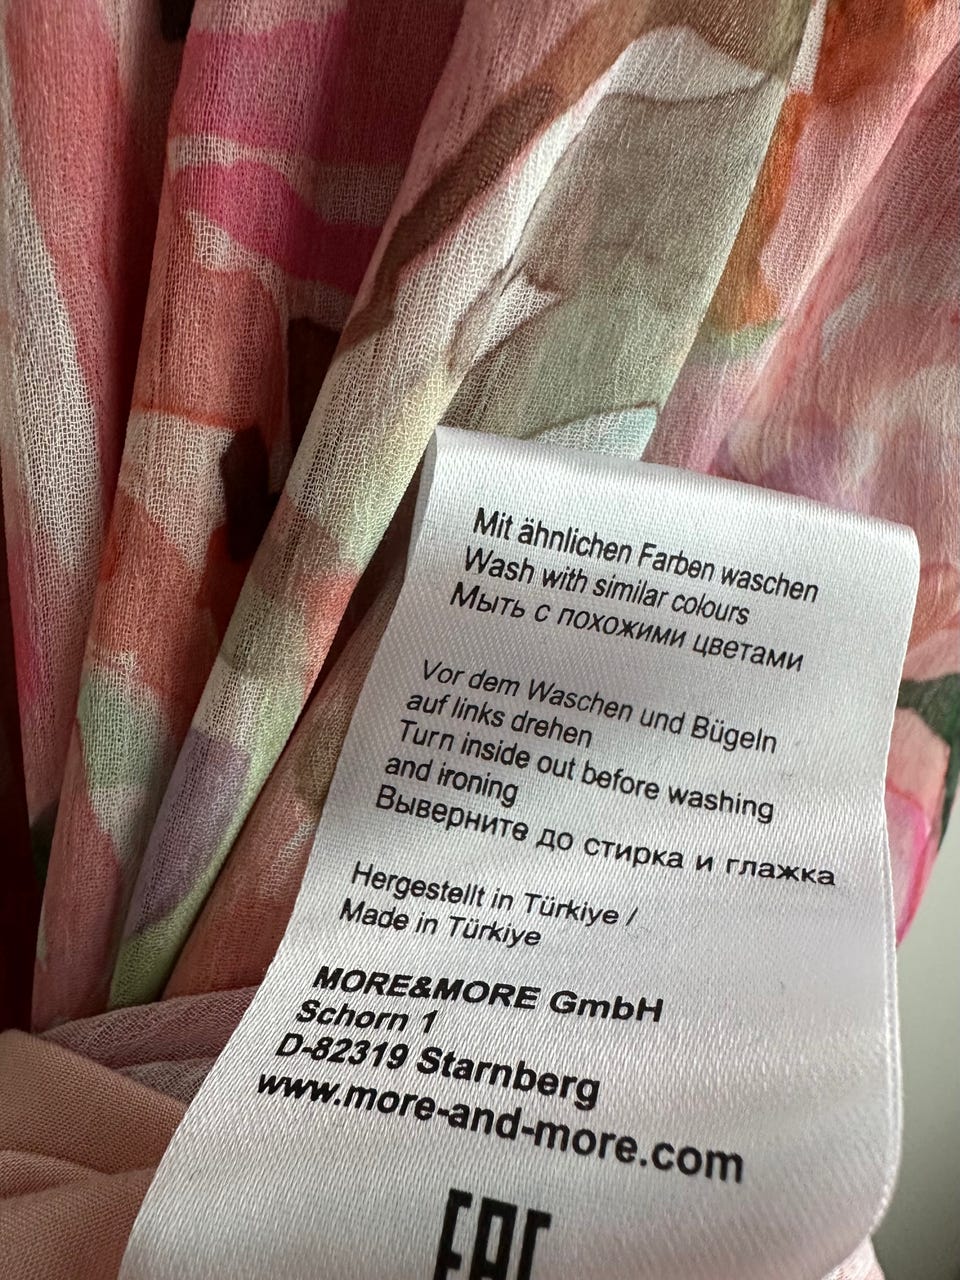 Mit ähnlichen Farben waschen
Wash with similar colours
Мыть с похожими цветами
Vor dem Waschen und Bügeln
auf links drehen
Turn inside out before washing
and ironing
Выверните до стирка и глажка
Hergestellt in Türkiye /
Made in Türkiye
MORE&MORE GmbH
Schorn 1
D-82319 Starnberg
www.more-and-more.com
EAC